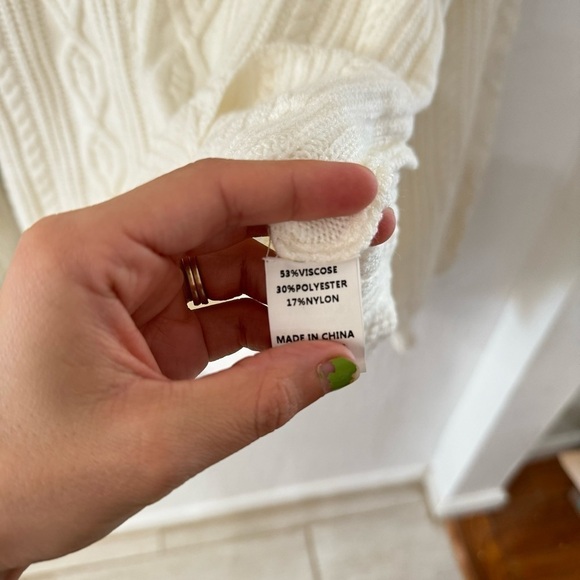 53%VISCOSE
30%POLYESTER
17%NYLON
MADE IN CHINA